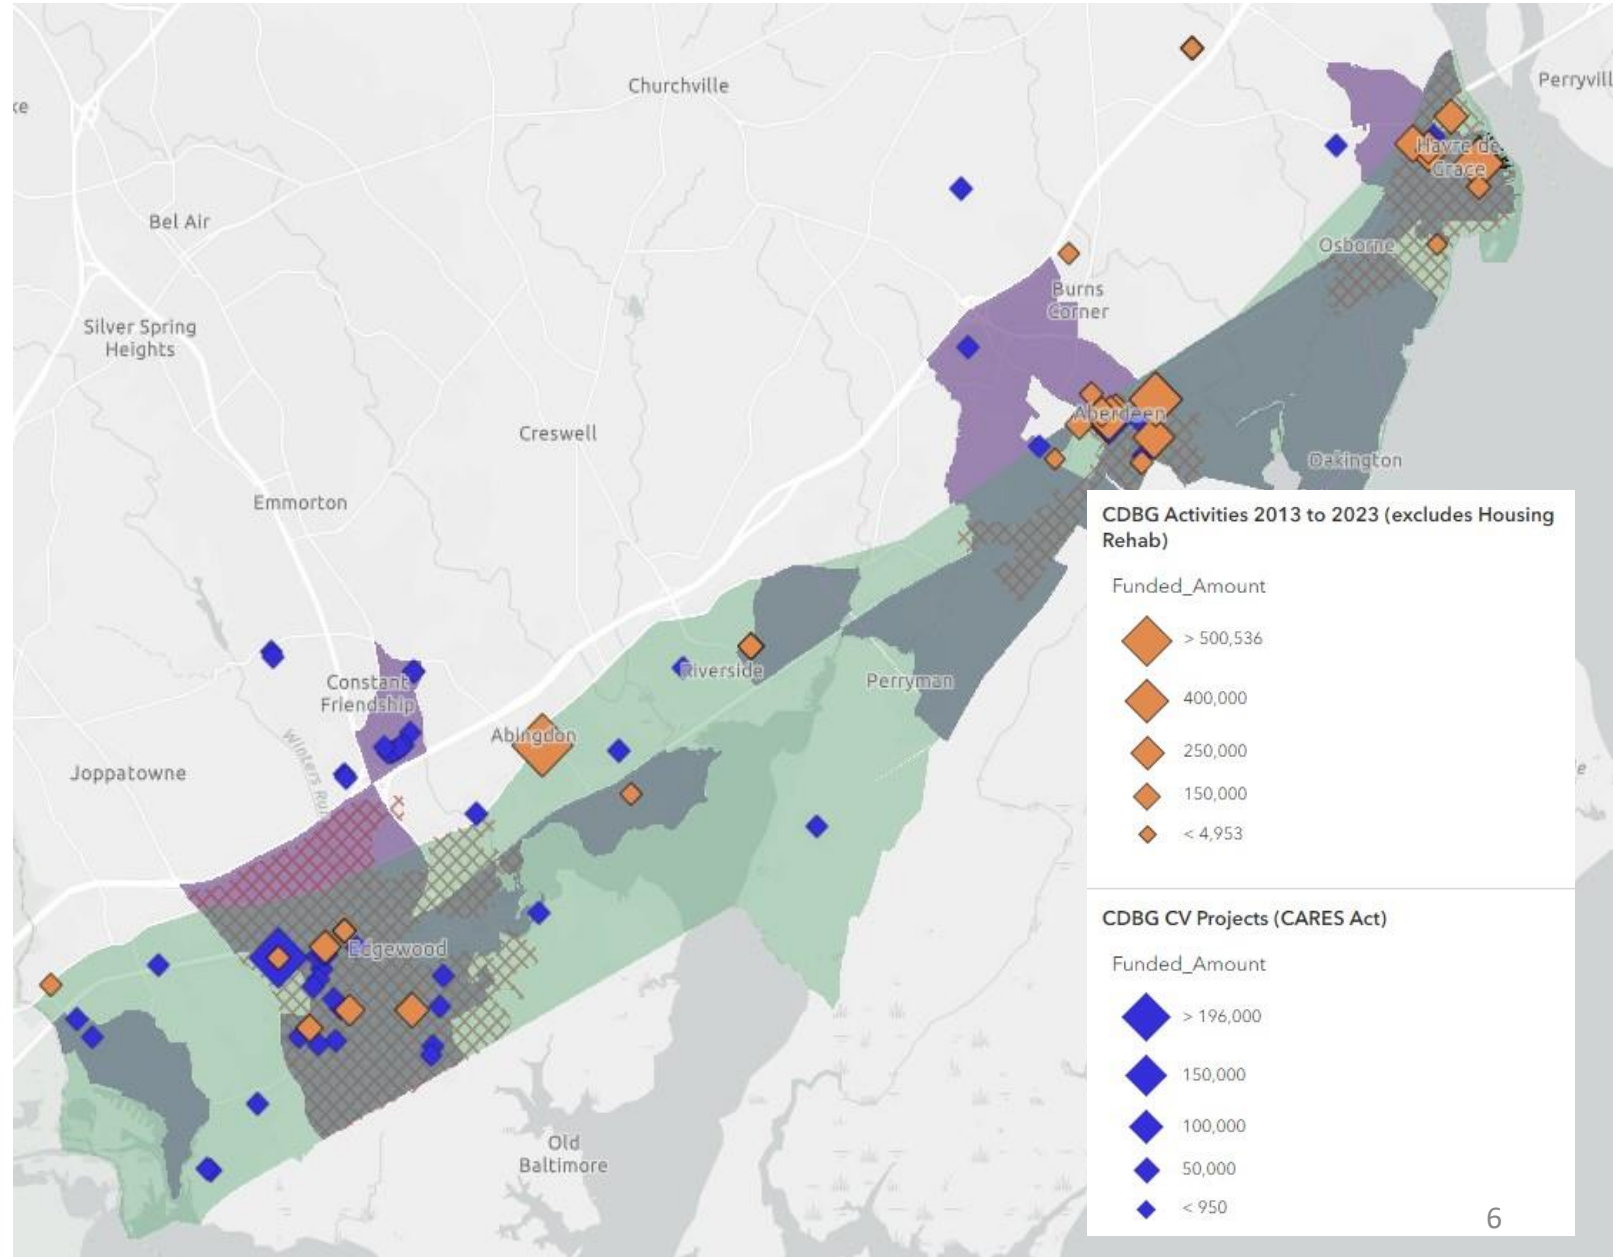 Churchville
Perryvill
ke
Havre de
Grace
Bel Air
Osborne
Burns
Corner
Silver Spring
Heights
Aberdeen
Creswell
Oakington
Emmorton
CDBG Activities 2013 to 2023 (excludes Housing
Rehab)
Funded_Amount
> 500,536
400,000
250,000
150,000
< 4,953
Constant
Friendship
Riverside
Perryman
Abingdon
Winters Run
Joppatowne
e
Edgewood
CDBG CV Projects (CARES Act)
Funded_Amount
> 196,000
150,000
100,000
50,000
< 950
Old
Baltimore
6